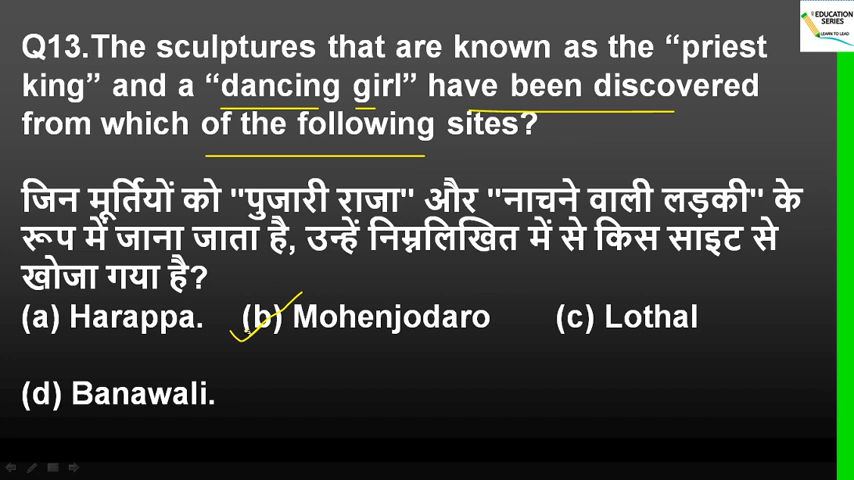 EDUCATION
SERIES
LEARN TO LEAD
Q13.The sculptures that are known as the “priest
king” and a “dancing girl” have been discovered
from which of the following sites?
जिन मूर्तियों को "पुजारी राजा" और "नाचने वाली लड़की" के
रूप में जाना जाता है, उन्हें निम्नलिखित में से किस साइट से
खोजा गया है?
(a) Harappa. (b) Mohenjodaro (c) Lothal
(d) Banawali.